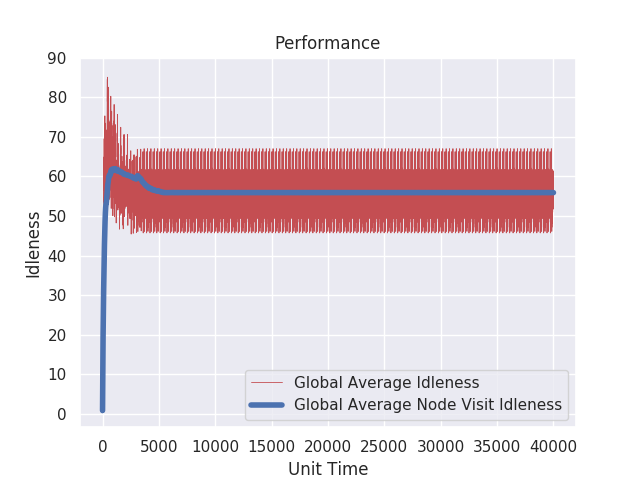 Performance
90
80
70
60
50
40
30
20
10
0
Idleness
0 5000 10000 15000 20000 25000 30000 35000 40000
Unit Time
Global Average Idleness
Global Average Node Visit Idleness